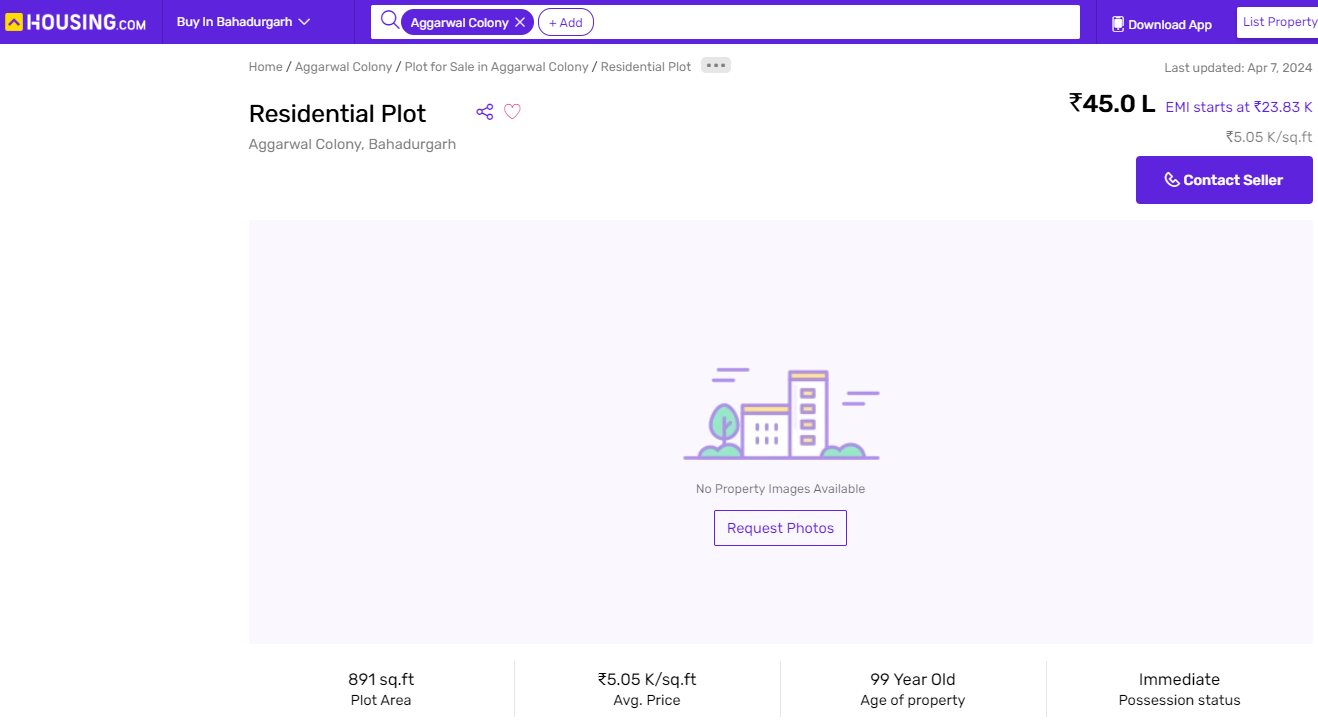 HOUSING.COM
Buy In Bahadurgarh
Aggarwal Colony
+ Add
Download App
List Property
Home / Aggarwal Colony / Plot for Sale in Aggarwal Colony / Residential Plot
Last updated: Apr 7, 2024
Residential Plot
₹45.0 L EMI starts at ₹23.83 K
Aggarwal Colony, Bahadurgarh
₹5.05 K/sq.ft
Contact Seller
No Property Images Available
Request Photos
891 sq.ft
Plot Area
₹5.05 K/sq.ft
Avg. Price
99 Year Old
Age of property
Immediate
Possession status